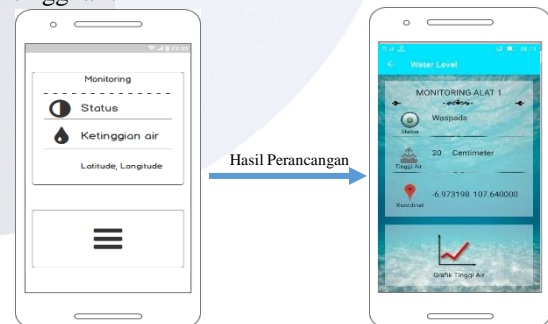 Monitoring
Status
Ketinggian air
Latitude, Longitude
Hasil Perancangan
Water Level
MONITORING ALAT 1
Waspada
Status
20 Centimeter
Tinggi Air
-6.973198 107.640000
Koordinat
Grafik Tinggi Air